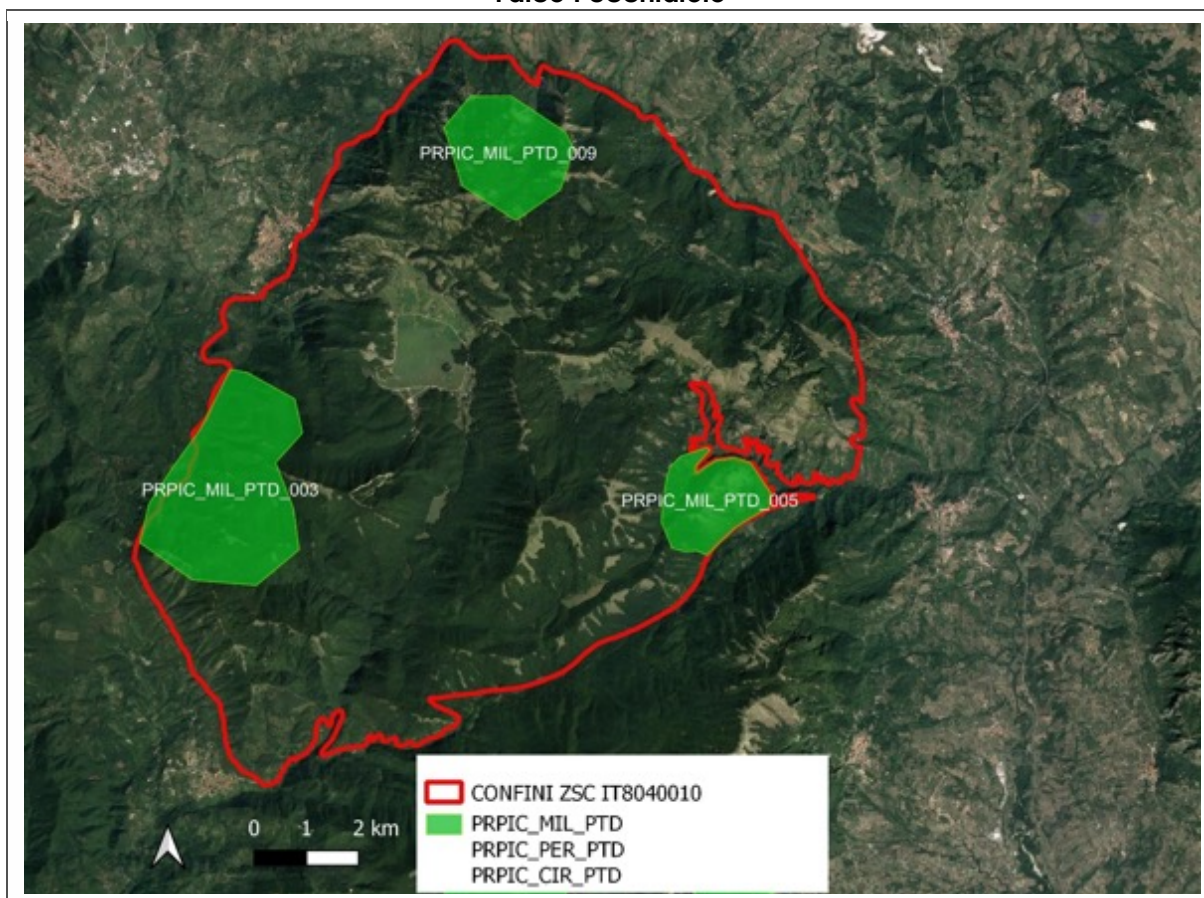 PRPIC_MIL_PTD_009
PRPIC_MIL_PTD_003
PRPIC_MIL_PTD_005
CONFINI ZSC IT8040010
PRPIC_MIL_PTD
PRPIC_PER_PTD
PRPIC_CIR_PTD
0 1 2 km